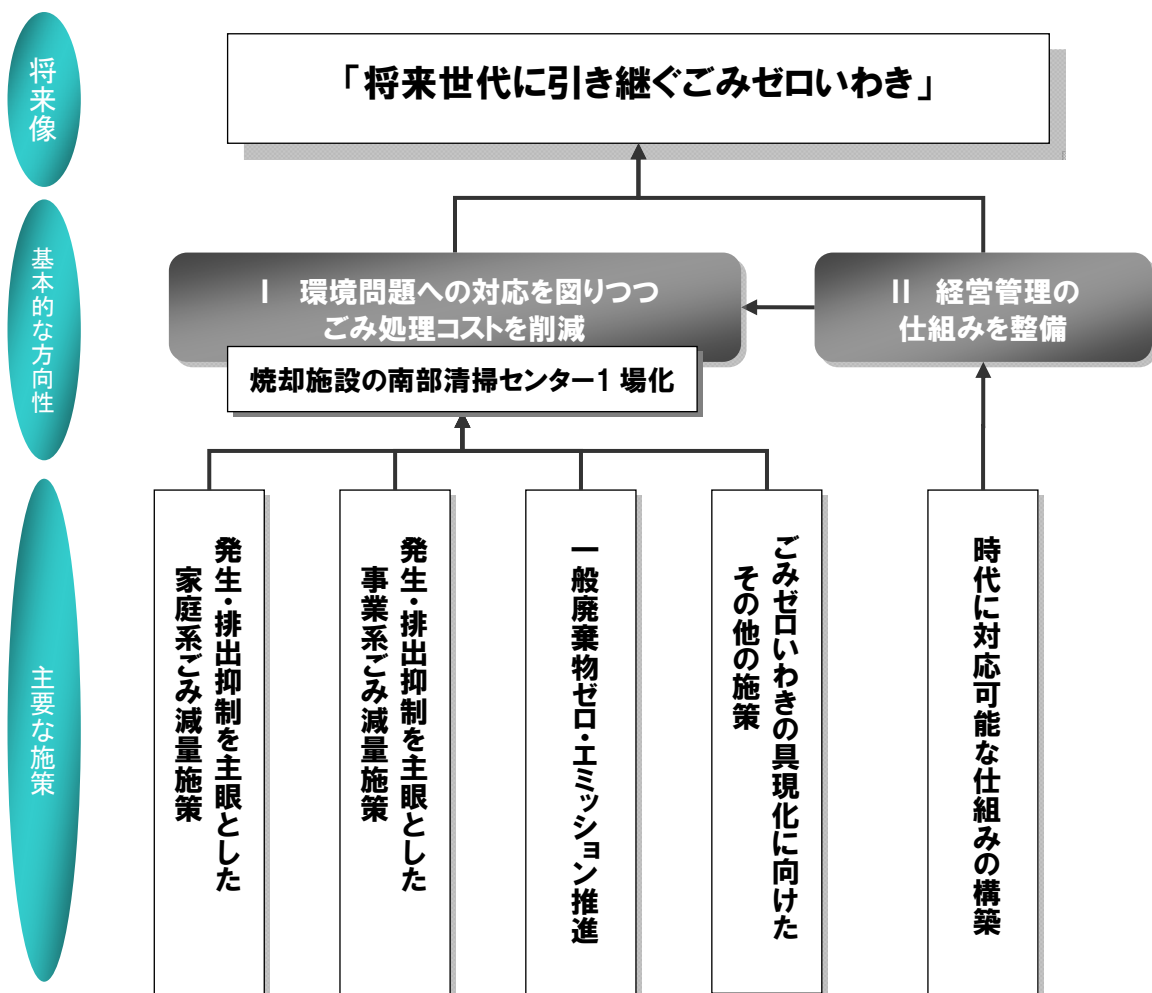 将来像
「将来世代に引き継ぐごみゼロいわき」
基本的な方向性
Ⅰ 環境問題への対応を図りつつ
ごみ処理コストを削減
焼却施設の南部清掃センター1 場化
Ⅱ 経営管理の
仕組みを整備
主要な施策
発生・排出抑制を主眼とした
家庭系ごみ減量施策
発生・排出抑制を主眼とした
事業系ごみ減量施策
一般廃棄物ゼロ・エミッション推進
ごみゼロいわきの具現化に向けた
その他の施策
時代に対応可能な仕組みの構築